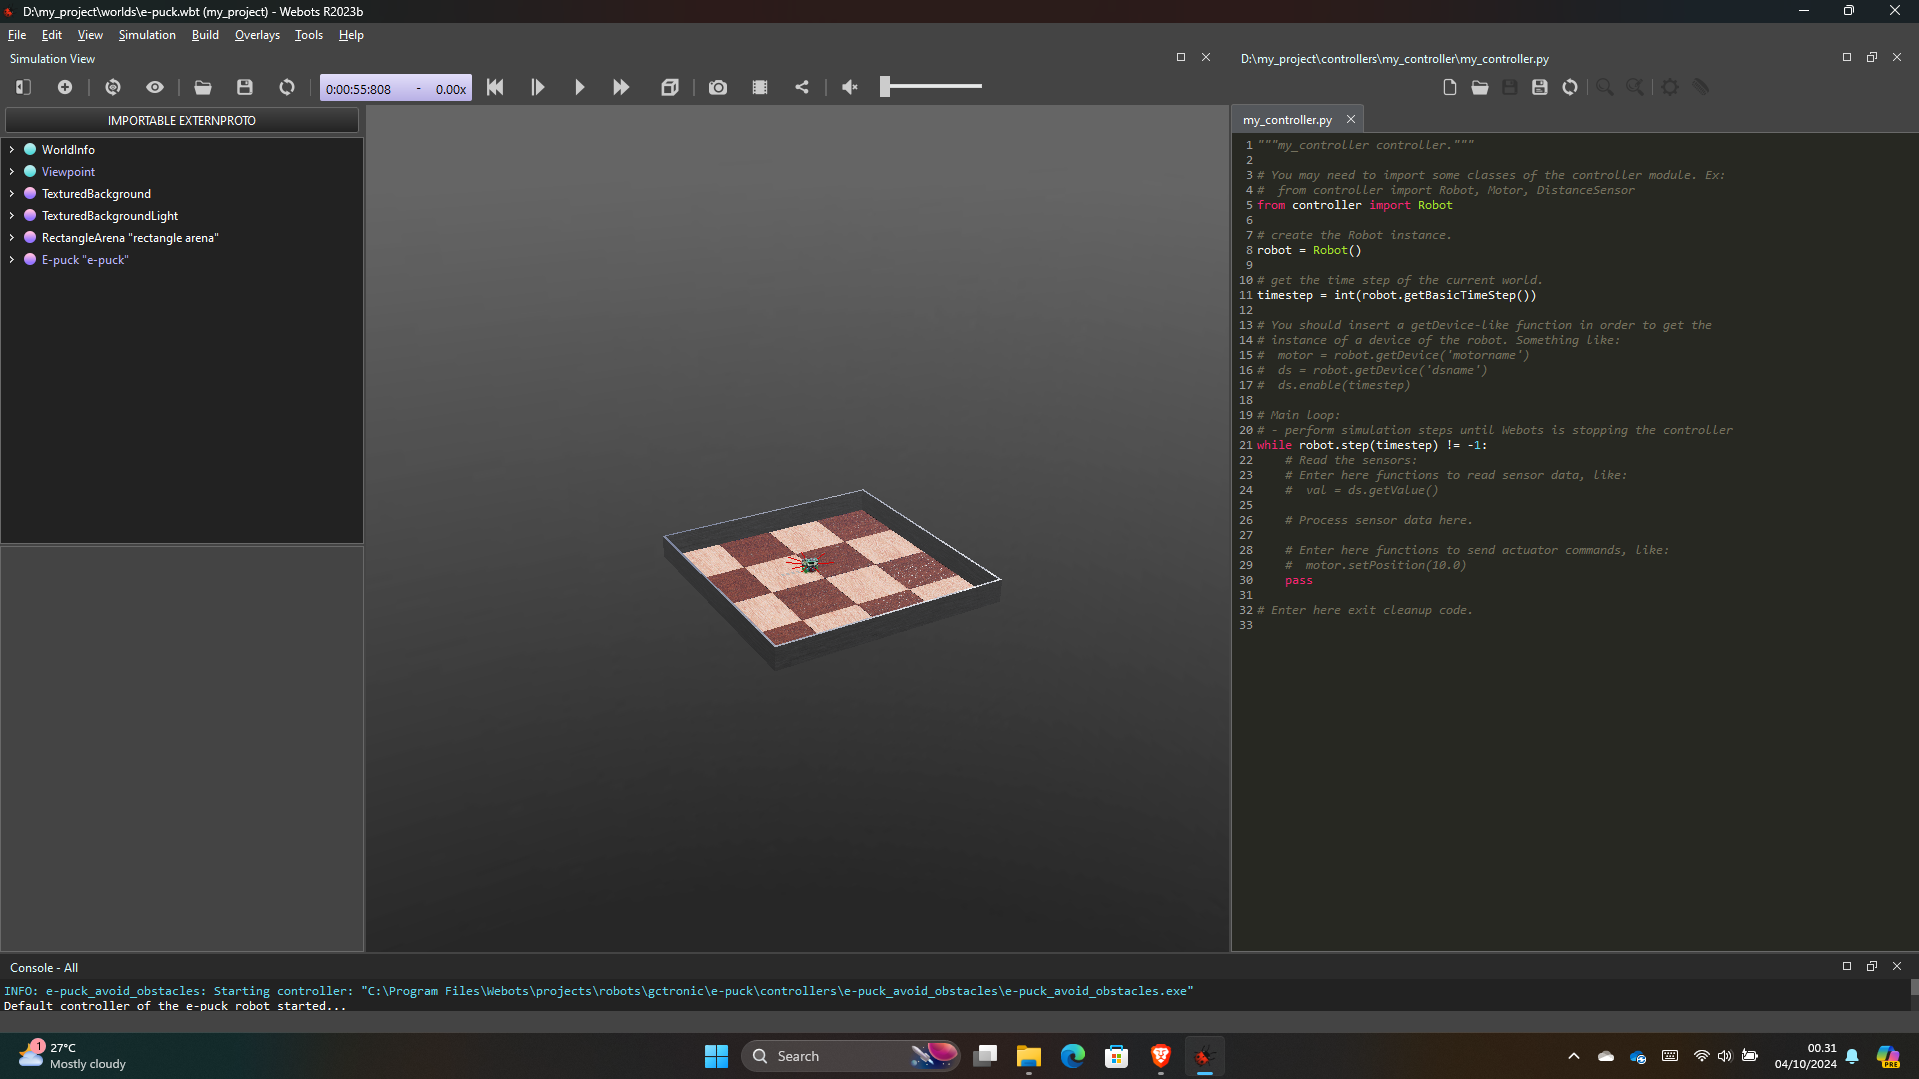 D:\my_project\worlds\e-puck.wbt (my_project) - Webots R2023b
File Edit View Simulation Build Overlays Tools Help
Simulation View
0:00:55:808 - 0.00x
IMPORTABLE EXTERNPROTO
WorldInfo
Viewpoint
TexturedBackground
TexturedBackgroundLight
RectangleArena "rectangle arena"
E-puck "e-puck"
D:\my_project\controllers\my_controller\my_controller.py
my_controller.py
1 """my_controller controller."""
2
3 # You may need to import some classes of the controller module. Ex:
4 #  from controller import Robot, Motor, DistanceSensor
5 from controller import Robot
6
7 # create the Robot instance.
8 robot = Robot()
9
10 # get the time step of the current world.
11 timestep = int(robot.getBasicTimeStep())
12
13 # You should insert a getDevice-like function in order to get the
14 # instance of a device of the robot. Something like:
15 #  motor = robot.getDevice('motorname')
16 #  ds = robot.getDevice('dsname')
17 #  ds.enable(timestep)
18
19 # Main loop:
20 # - perform simulation steps until Webots is stopping the controller
21 while robot.step(timestep) != -1:
22     # Read the sensors:
23     # Enter here functions to read sensor data, like:
24     #  val = ds.getValue()
25
26     # Process sensor data here.
27
28     # Enter here functions to send actuator commands, like:
29     #  motor.setPosition(10.0)
30     pass
31
32 # Enter here exit cleanup code.
33
Console - All
INFO: e-puck_avoid_obstacles: Starting controller: "C:\Program Files\Webots\projects\robots\gctronic\e-puck\controllers\e-puck_avoid_obstacles\e-puck_avoid_obstacles.exe"
Default controller of the e-puck robot started...
1
27°C
Mostly cloudy
Search
00.31
04/10/2024
PRE